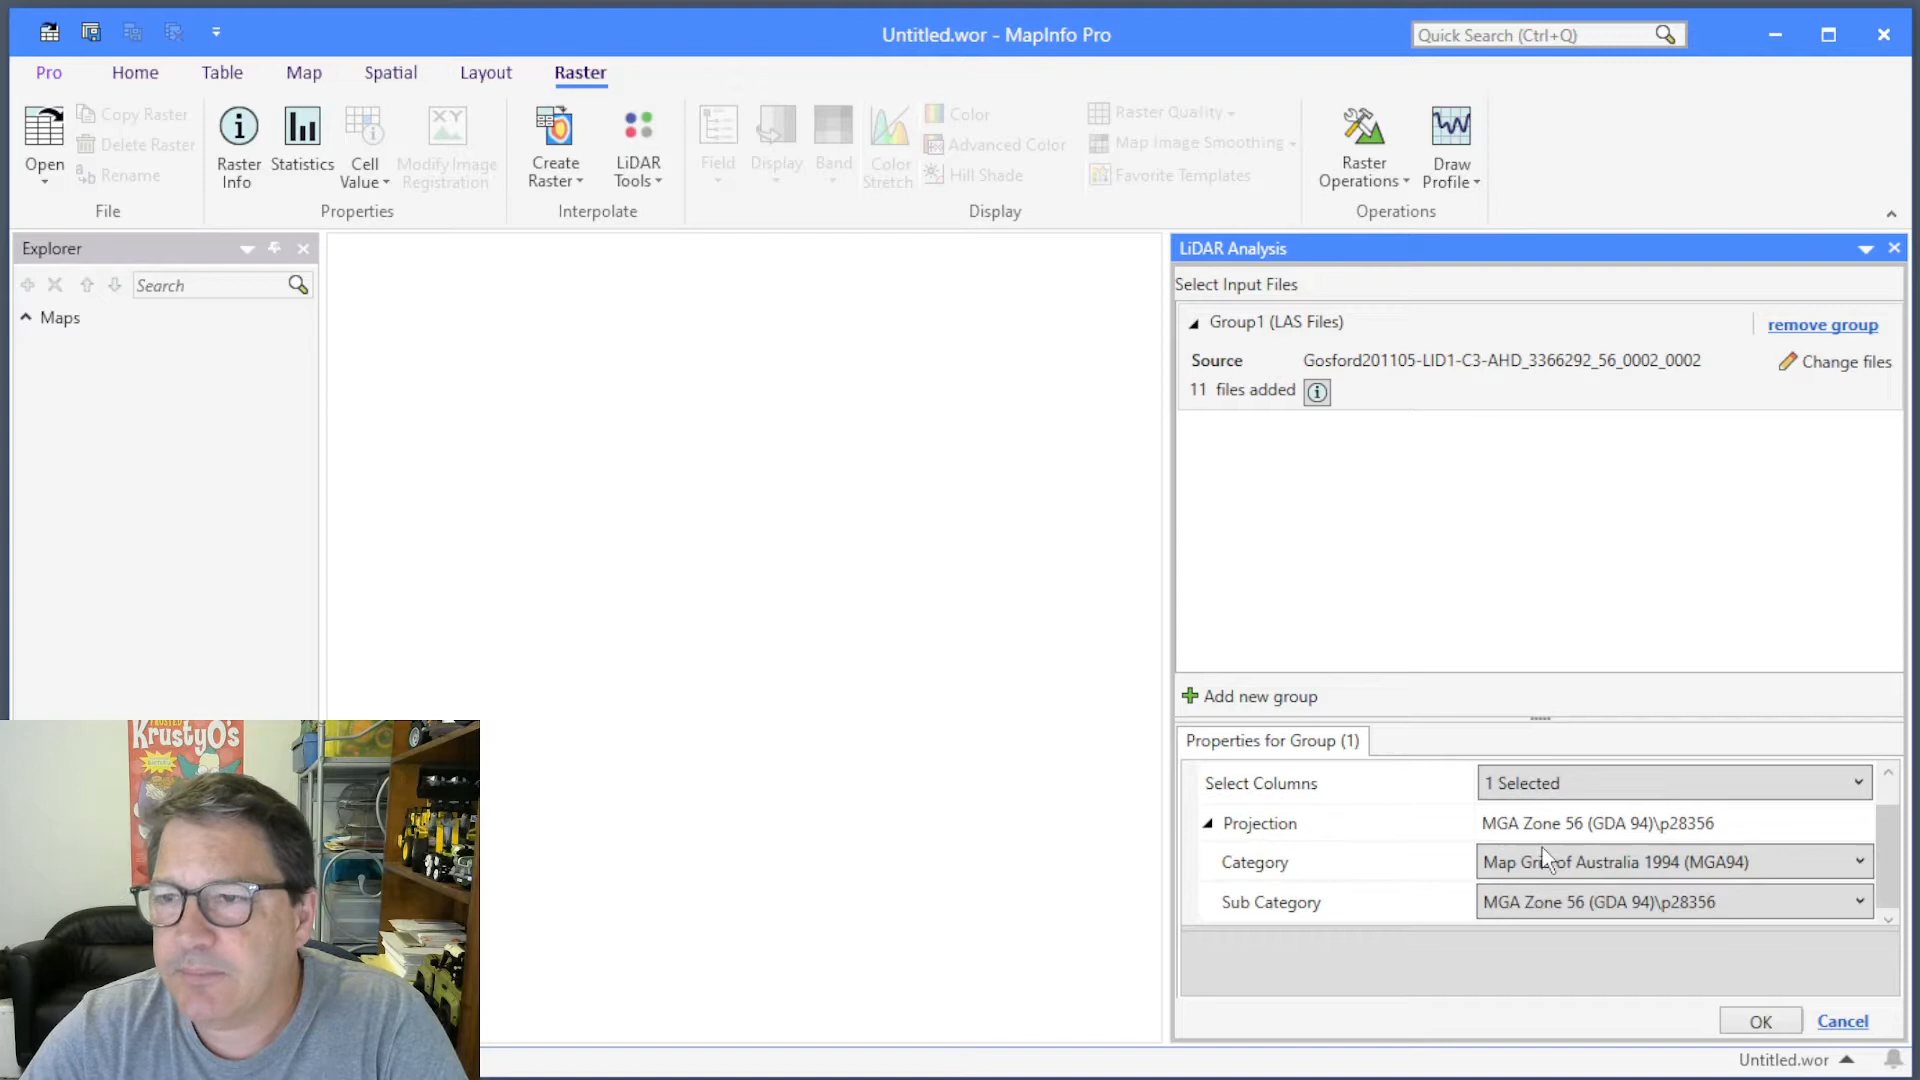 Untitled.wor - MapInfo Pro
Quick Search (Ctrl+Q)
Pro Home Table Map Spatial Layout Raster
Open
Copy Raster
Delete Raster
Rename
File
Raster Info
Statistics
Cell Value
Modify Image Registration
Properties
Create Raster
LiDAR Tools
Interpolate
Field
Display
Band
Color Stretch
Color
Advanced Color
Hill Shade
Raster Quality
Map Image Smoothing
Favorite Templates
Display
Raster Operations
Draw Profile
Operations
Explorer
Search
Maps
LiDAR Analysis
Select Input Files
Group1 (LAS Files)
remove group
Source Gosford201105-LID1-C3-AHD_3366292_56_0002_0002
Change files
11 files added
Add new group
Properties for Group (1)
Select Columns 1 Selected
Projection MGA Zone 56 (GDA 94)\p28356
Category Map Grid of Australia 1994 (MGA94)
Sub Category MGA Zone 56 (GDA 94)\p28356
OK Cancel
Untitled.wor
FROSTED
KrustyO's